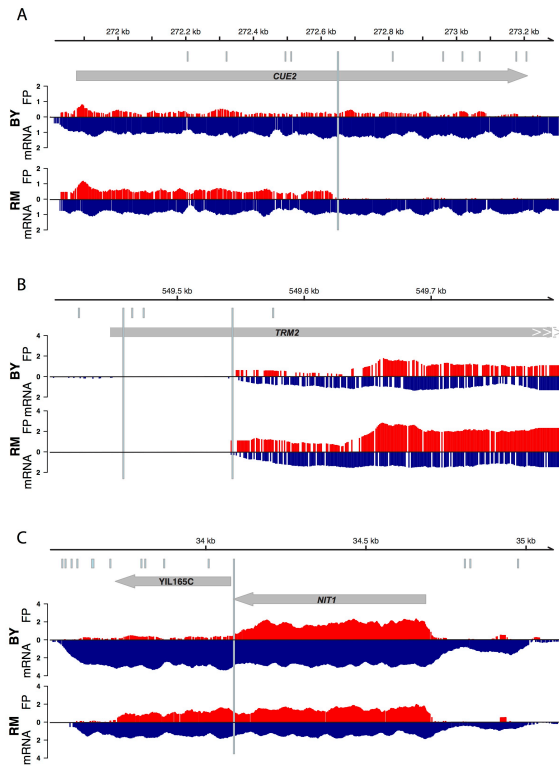 A
272 kb 272.2 kb 272.4 kb 272.6 kb 272.8 kb 273 kb 273.2 kb
CUE2
BY
mRNA FP
2 1 0 1 2
RM
mRNA FP
2 1 0 1 2
B
549.5 kb 549.6 kb 549.7 kb
TRM2
BY
mRNA FP
4 2 0 2
RM
mRNA FP
4 2 0 2
C
34 kb 34.5 kb 35 kb
YIL165C
NIT1
BY
mRNA FP
4 2 0 2 4
RM
mRNA FP
4 2 0 2 4